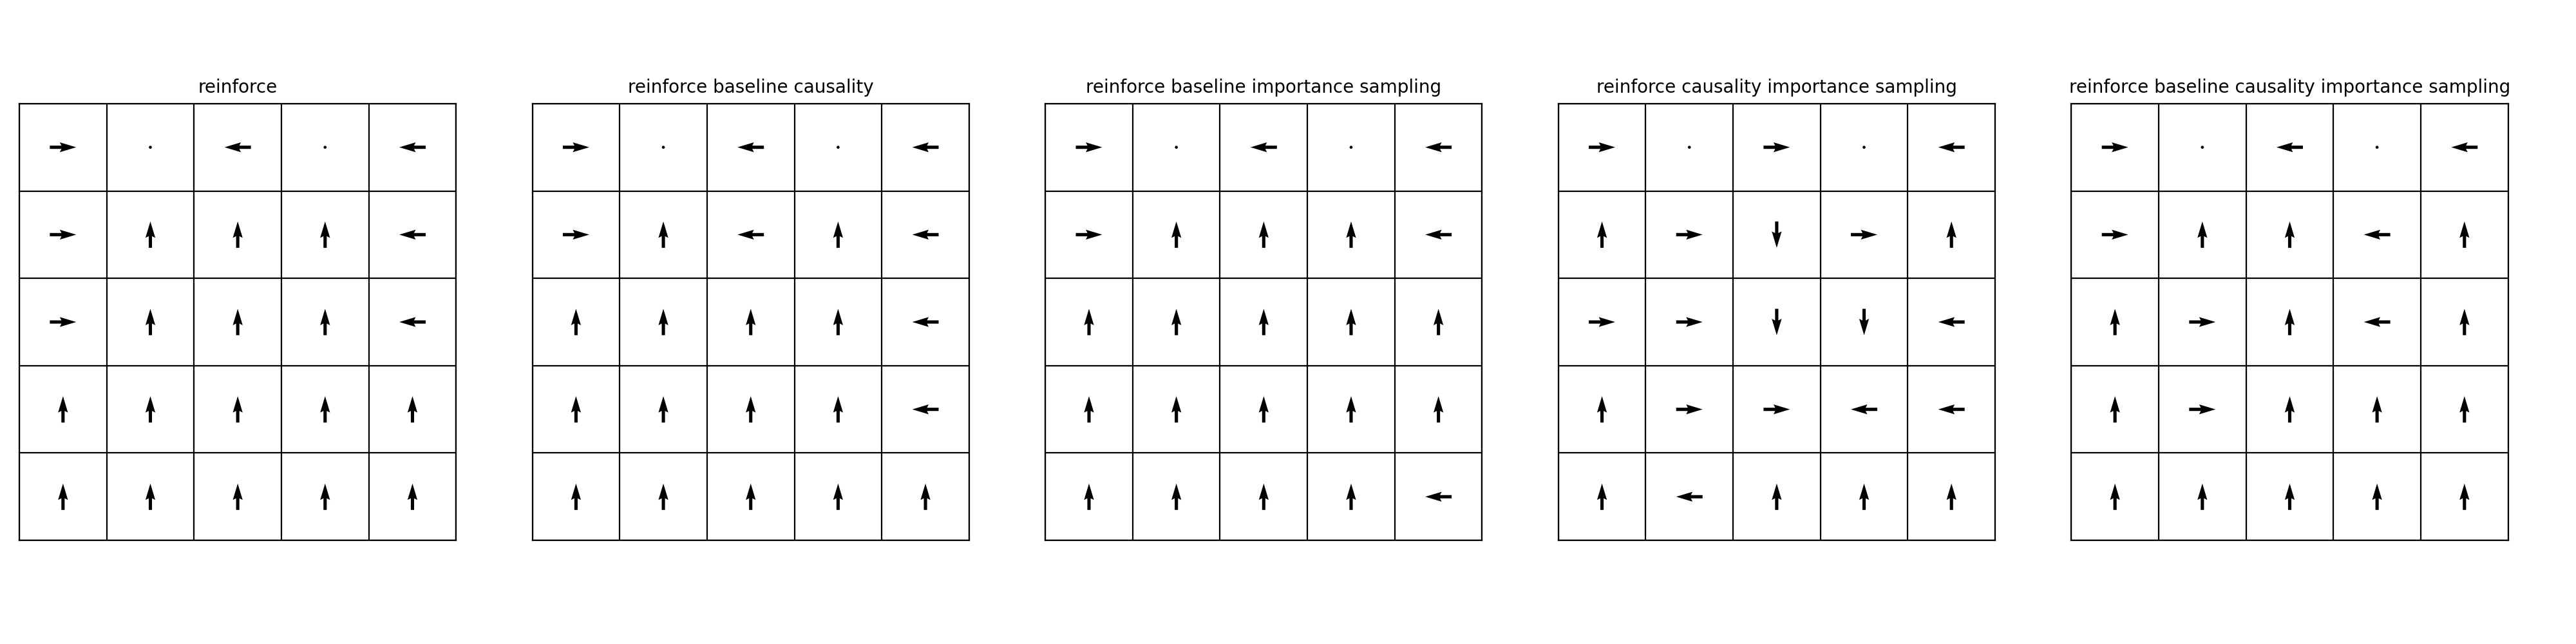 reinforce
reinforce baseline causality
reinforce baseline importance sampling
reinforce causality importance sampling
reinforce baseline causality importance sampling